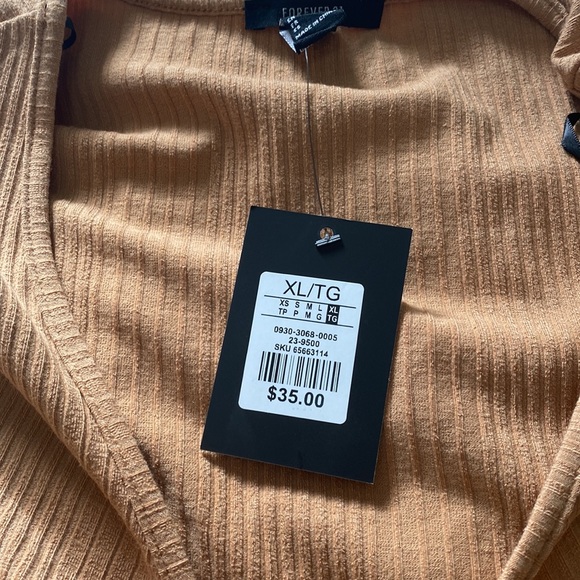 FOREVER 21
MADE IN CHINA
XL/TG
XS S M L XL
TP P M G TG
0930-3068-0005
23-9500
SKU 65663114
$35.00